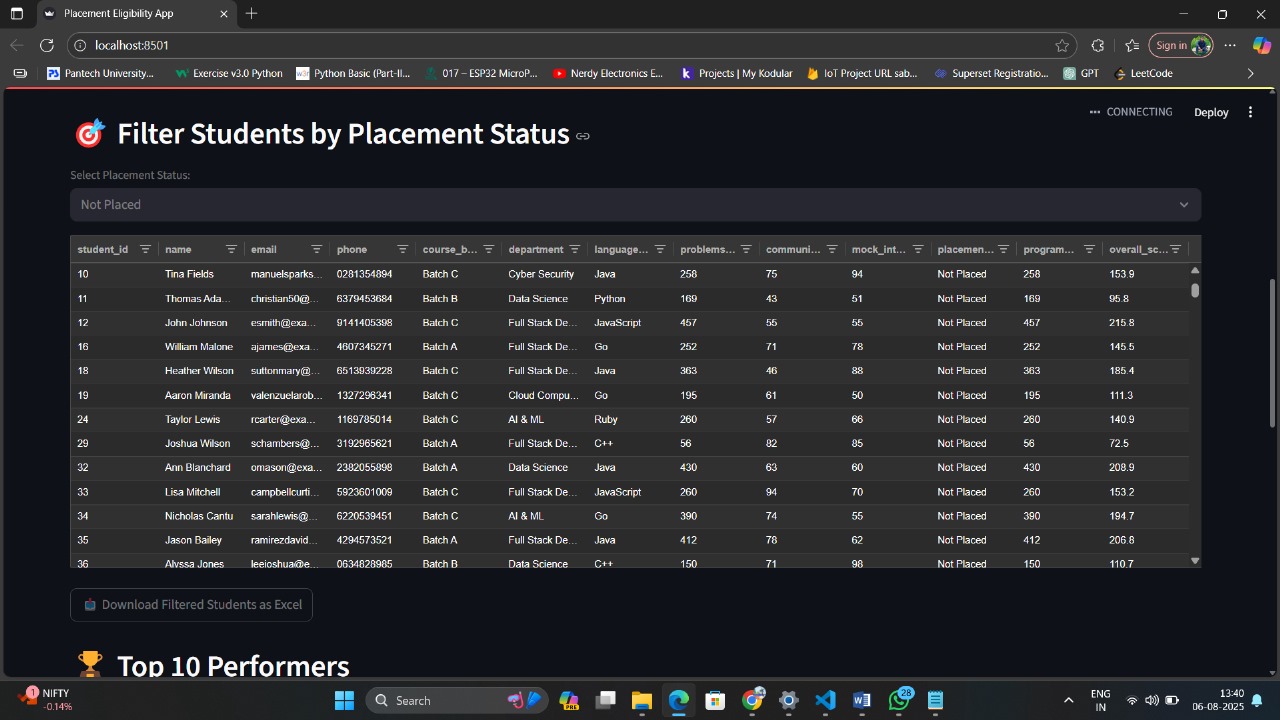 Placement Eligibility App
localhost:8501
Sign in
Pantech University...
Exercise v3.0 Python
Python Basic (Part-II...
017 – ESP32 MicroP...
Nerdy Electronics E...
Projects | My Kodular
IoT Project URL sab...
Superset Registratio...
GPT
LeetCode
CONNECTING
Deploy
Filter Students by Placement Status
Select Placement Status:
Not Placed
student_id name email phone course_b... department language... problems... communi... mock_int... placemen... program... overall_sc...
10 Tina Fields manuelsparks... 0281354894 Batch C Cyber Security Java 258 75 94 Not Placed 258 153.9
11 Thomas Ada... christian50@... 6379453684 Batch B Data Science Python 169 43 51 Not Placed 169 95.8
12 John Johnson esmith@exa... 9141405398 Batch C Full Stack De... JavaScript 457 55 55 Not Placed 457 215.8
16 William Malone ajames@exa... 4607345271 Batch A Full Stack De... Go 252 71 78 Not Placed 252 145.5
18 Heather Wilson suttonmary@... 6513939228 Batch C Full Stack De... Java 363 46 88 Not Placed 363 185.4
19 Aaron Miranda valenzuelarob... 1327296341 Batch C Cloud Compu... Go 195 61 50 Not Placed 195 111.3
24 Taylor Lewis rcarter@exa... 1169785014 Batch C AI & ML Ruby 260 57 66 Not Placed 260 140.9
29 Joshua Wilson schambers@... 3192965621 Batch A Full Stack De... C++ 56 82 85 Not Placed 56 72.5
32 Ann Blanchard omason@exa... 2382055898 Batch A Data Science Java 430 63 60 Not Placed 430 208.9
33 Lisa Mitchell campbellcurti... 5923601009 Batch C Full Stack De... JavaScript 260 94 70 Not Placed 260 153.2
34 Nicholas Cantu sarahlewis@... 6220539451 Batch C AI & ML Go 390 74 55 Not Placed 390 194.7
35 Jason Bailey ramirezdavid... 4294573521 Batch A Full Stack De... Java 412 78 62 Not Placed 412 206.8
36 Alyssa Jones leejoshua@e... 0634828985 Batch B Data Science C++ 150 71 98 Not Placed 150 110.7
Download Filtered Students as Excel
Top 10 Performers
1
NIFTY
-0.14%
Search
PRE
28
ENG
IN
13:40
06-08-2025